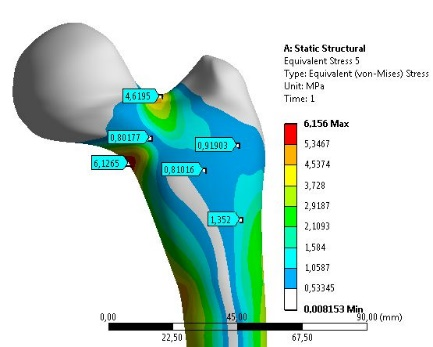 A: Static Structural
Equivalent Stress 5
Type: Equivalent (von-Mises) Stress
Unit: MPa
Time: 1
6,156 Max
5,3467
4,5374
3,728
2,9187
2,1093
1,584
1,0587
0,53345
0,008153 Min
4,6195
0,80177
0,91903
6,1265
0,81016
1,352
0,00 45,00 90,00 (mm)
22,50 67,50